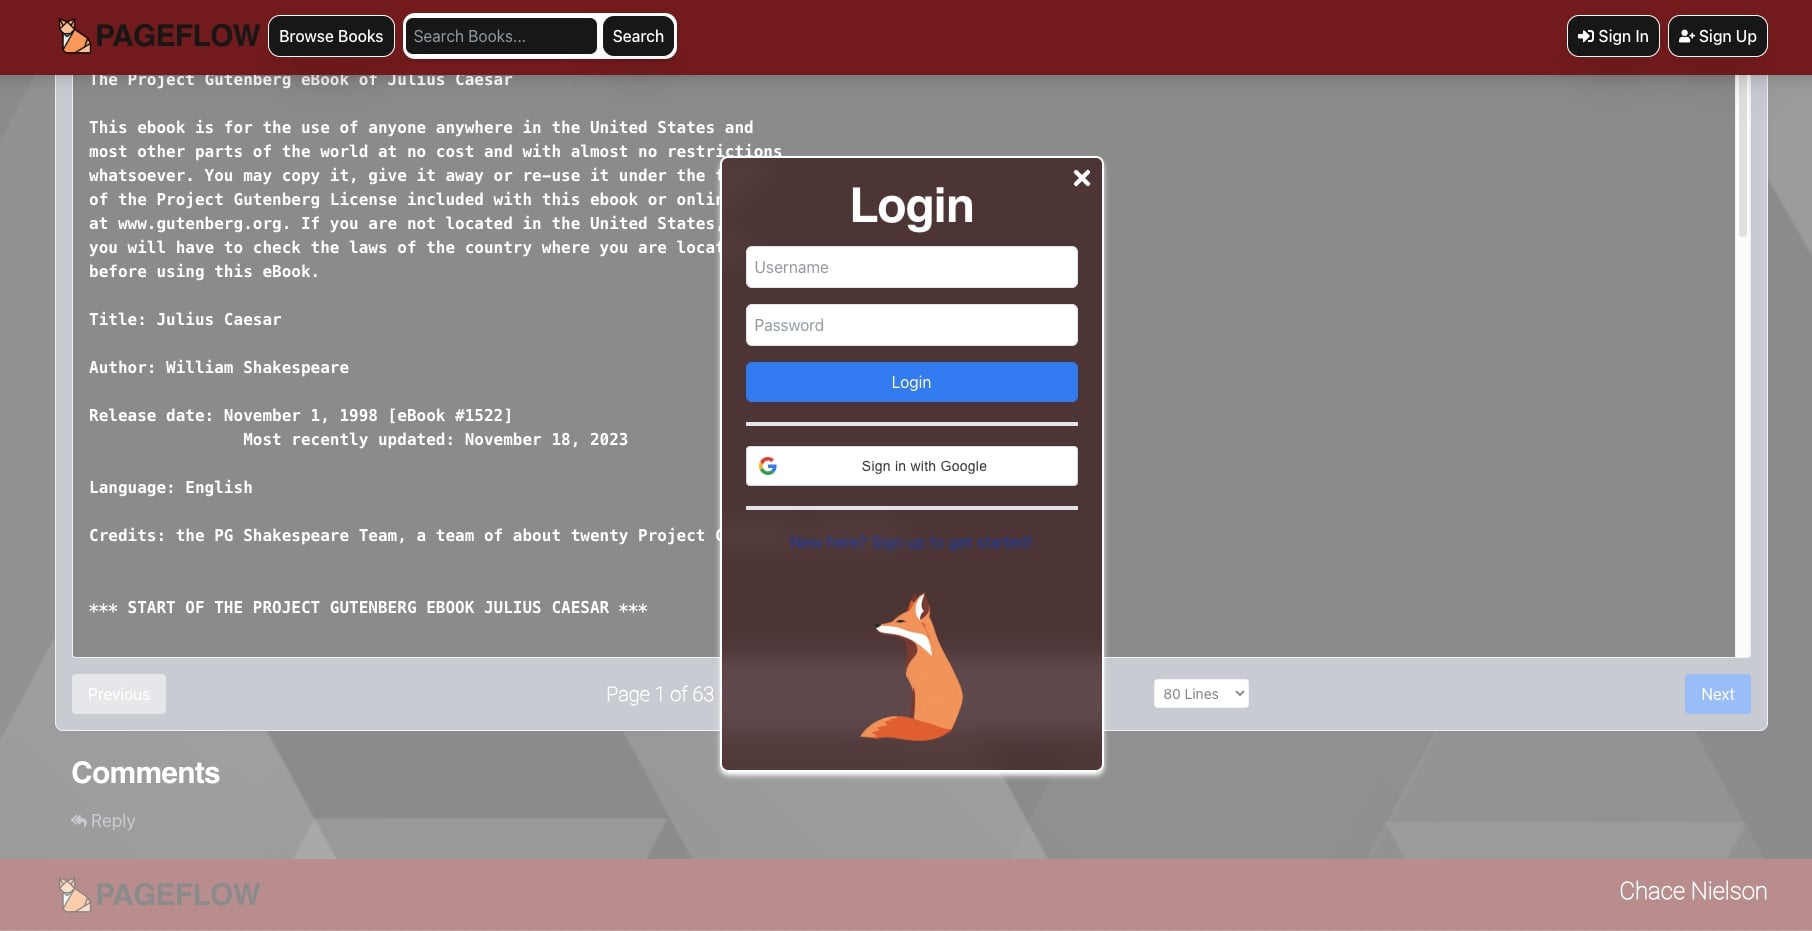 PAGEFLOW
Browse Books
Search Books...
Search
Sign In
Sign Up
The Project Gutenberg eBook of Julius Caesar
This ebook is for the use of anyone anywhere in the United States and
most other parts of the world at no cost and with almost no restrictions
whatsoever. You may copy it, give it away or re-use it under the
of the Project Gutenberg License included with this ebook or
at www.gutenberg.org. If you are not located in the United States,
you will have to check the laws of the country where you are
before using this eBook.
Title: Julius Caesar
Author: William Shakespeare
Release date: November 1, 1998 [eBook #1522]
Most recently updated: November 18, 2023
Language: English
Credits: the PG Shakespeare Team, a team of about twenty Project
*** START OF THE PROJECT GUTENBERG EBOOK JULIUS CAESAR ***
Login
Username
Password
Login
Sign in with Google
New here? Sign up to get started!
Previous
Page 1 of 63
80 Lines
Next
Comments
Reply
PAGEFLOW
Chace Nielson